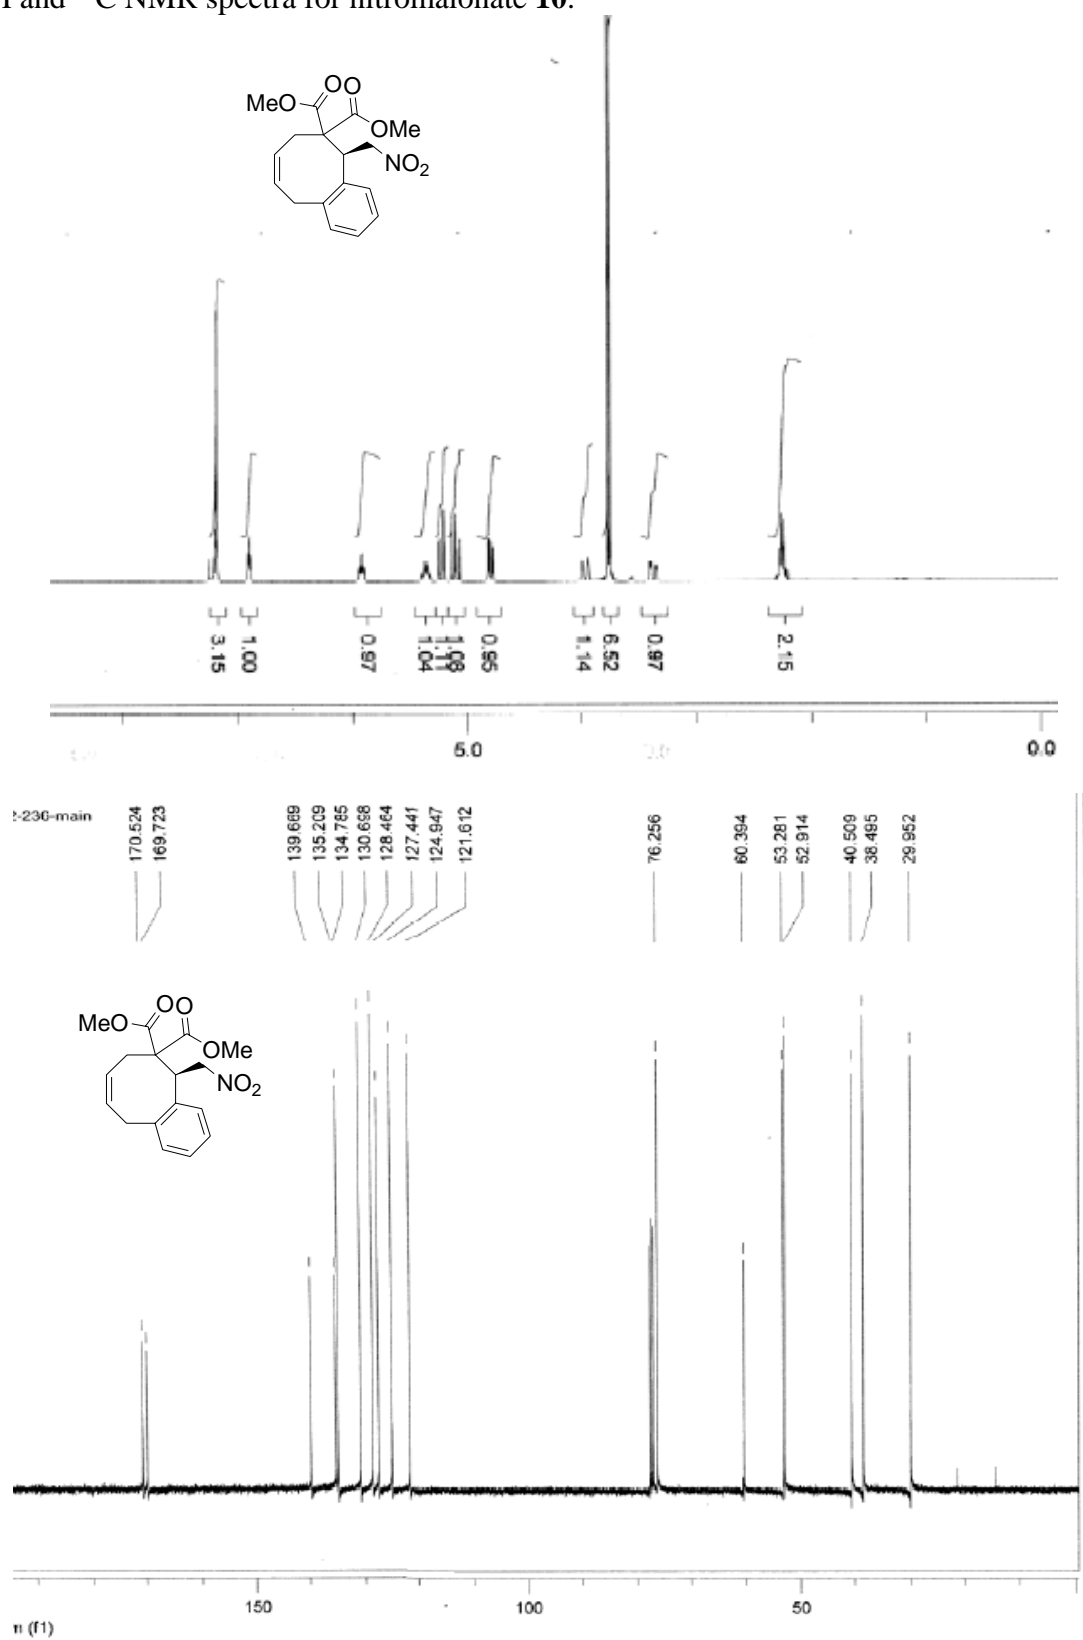 and C NMR spectra for nitromalonate 10.
MeO O O
OMe
NO2
3.15 1.00 0.97 1.04 1.11 1.08 0.95 1.14 6.52 0.97 2.15
5.0 0.0
2-236-main
170.524 169.723 139.669 135.209 134.785 130.698 128.464 127.441 124.947 121.612 76.256 60.394 53.281 52.914 40.509 38.495 29.952
MeO O O
OMe
NO2
150 100 50
(f1)